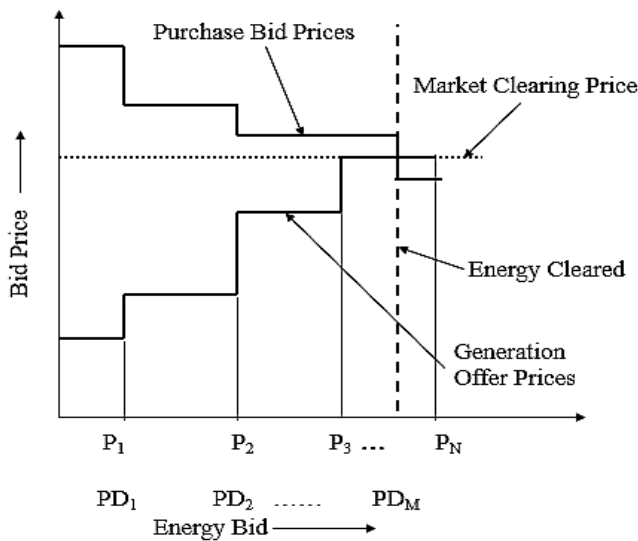 Purchase Bid Prices
Market Clearing Price
Bid Price
Energy Cleared
Generation
Offer Prices
P1 P2 P3 ... PN
PD1 PD2 ...... PDM
Energy Bid